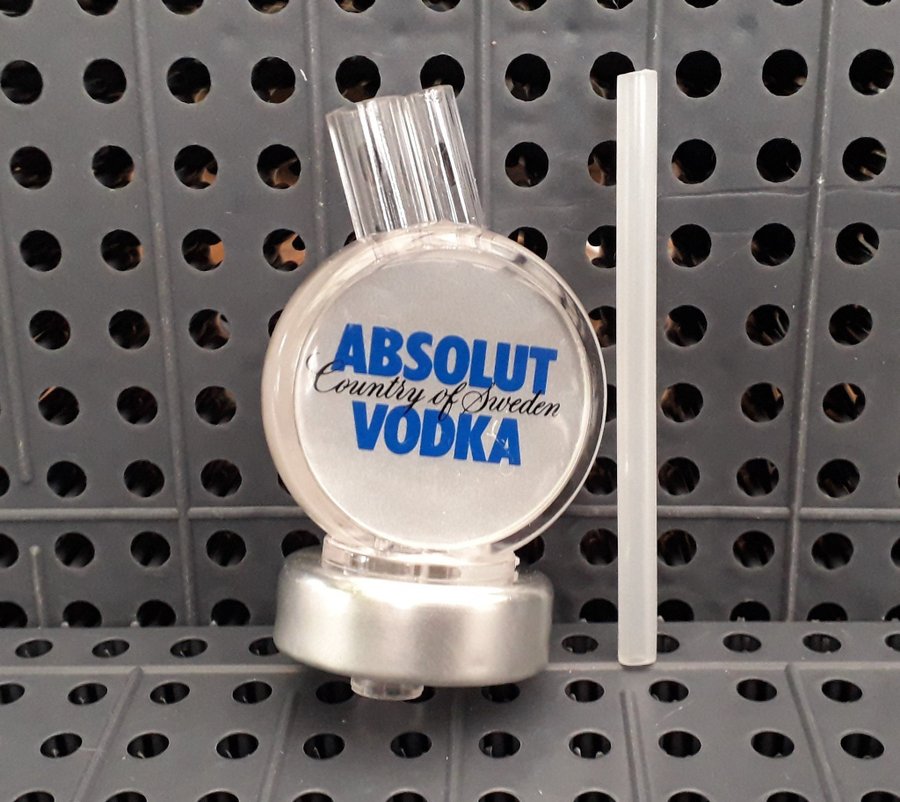 ABSOLUT
Country of Sweden
VODKA